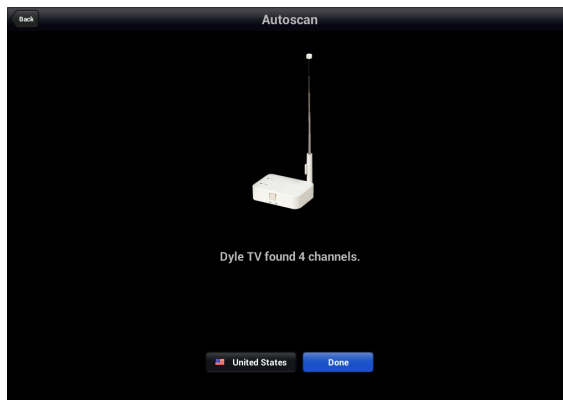 Back
Autoscan
Dyle TV found 4 channels.
United States
Done